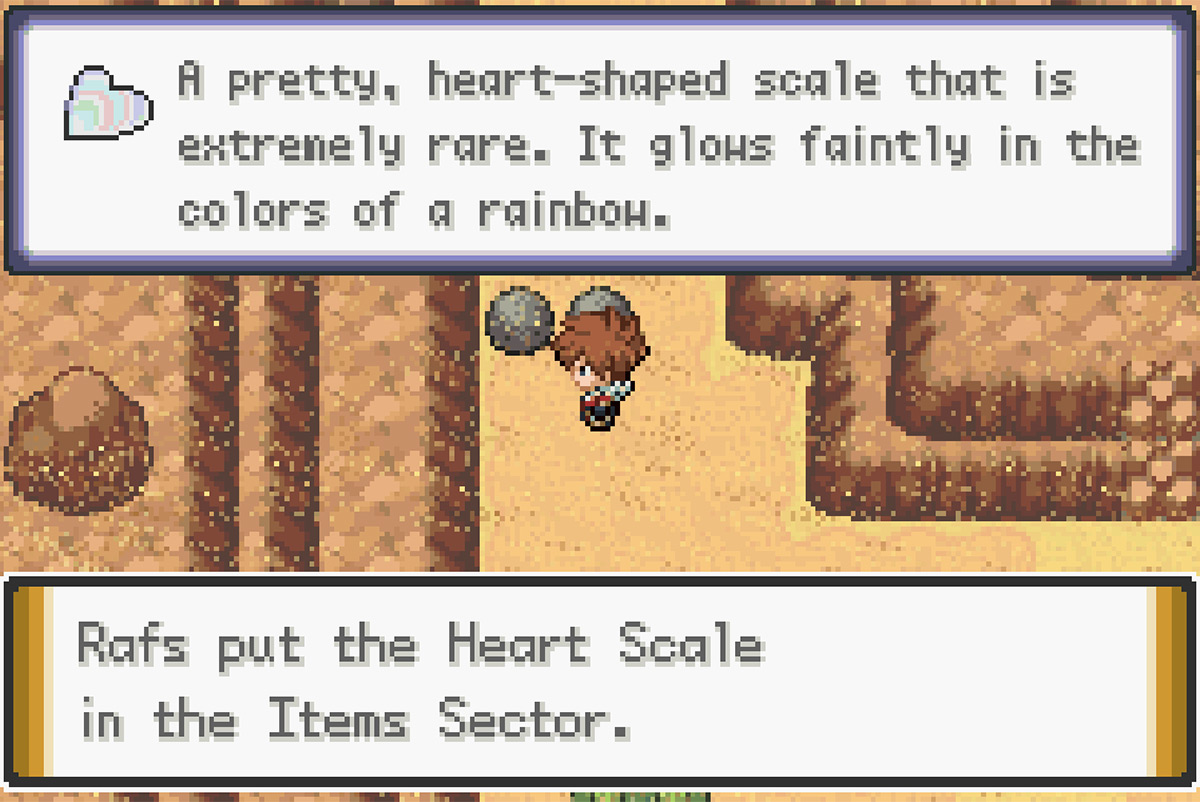 A pretty, heart-shaped scale that is
extremely rare. It glows faintly in the
colors of a rainbow.
Rafs put the Heart Scale
in the Items Sector.